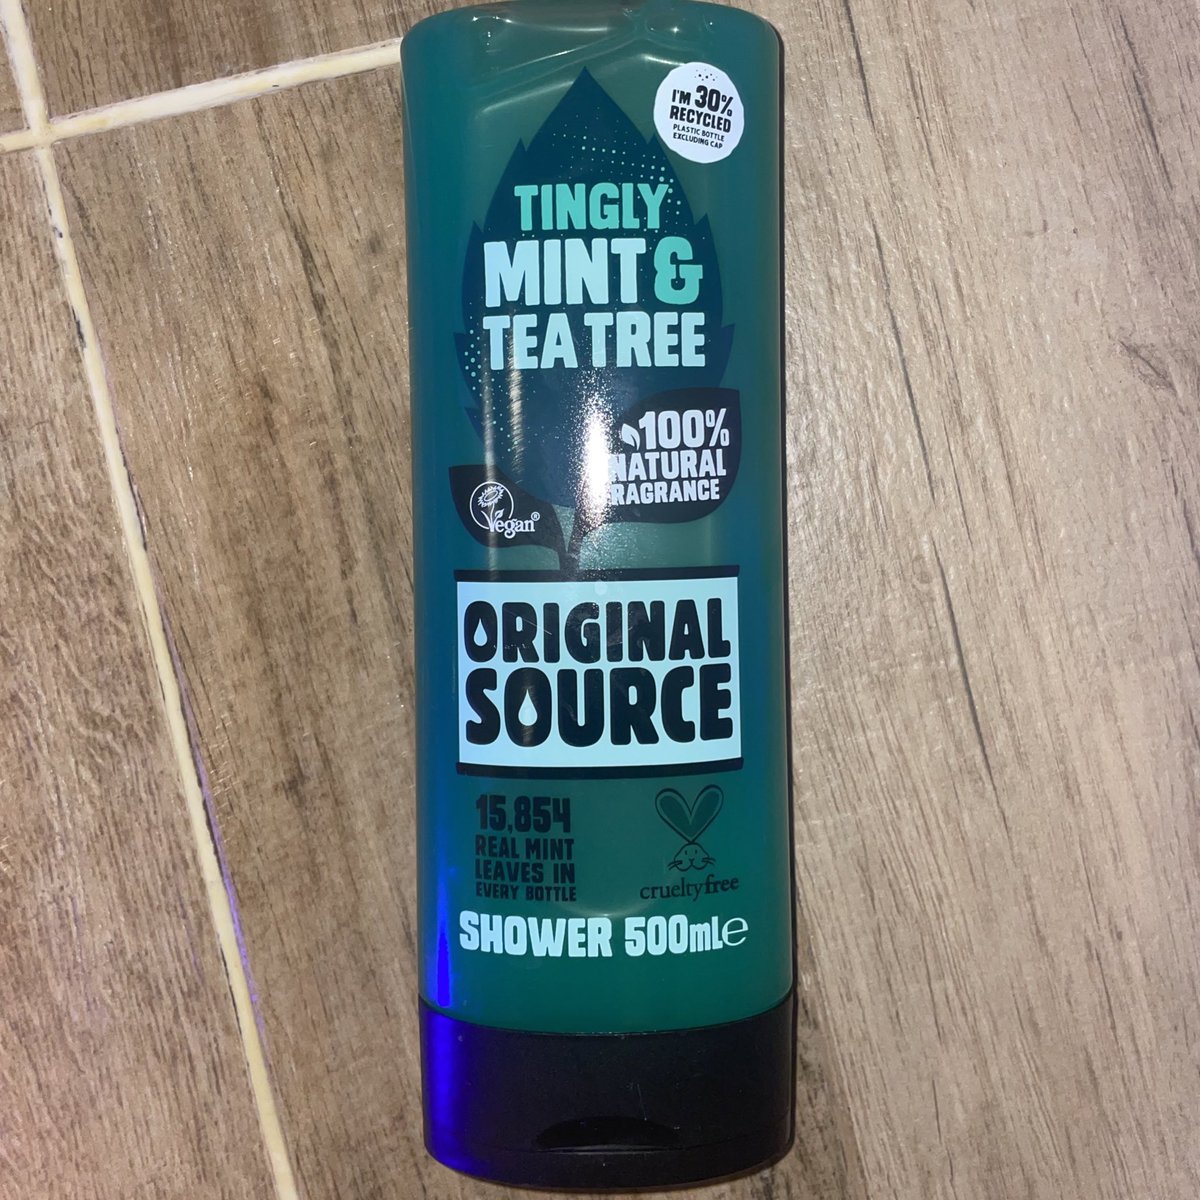 I'M 30%
RECYCLED
PLASTIC BOTTLE
EXCLUDING CAP
TINGLY
MINT &
TEA TREE
100%
NATURAL
FRAGRANCE
Vegan®
ORIGINAL
SOURCE
15,854
REAL MINT
LEAVES IN
EVERY BOTTLE
crueltyfree
SHOWER 500mLe